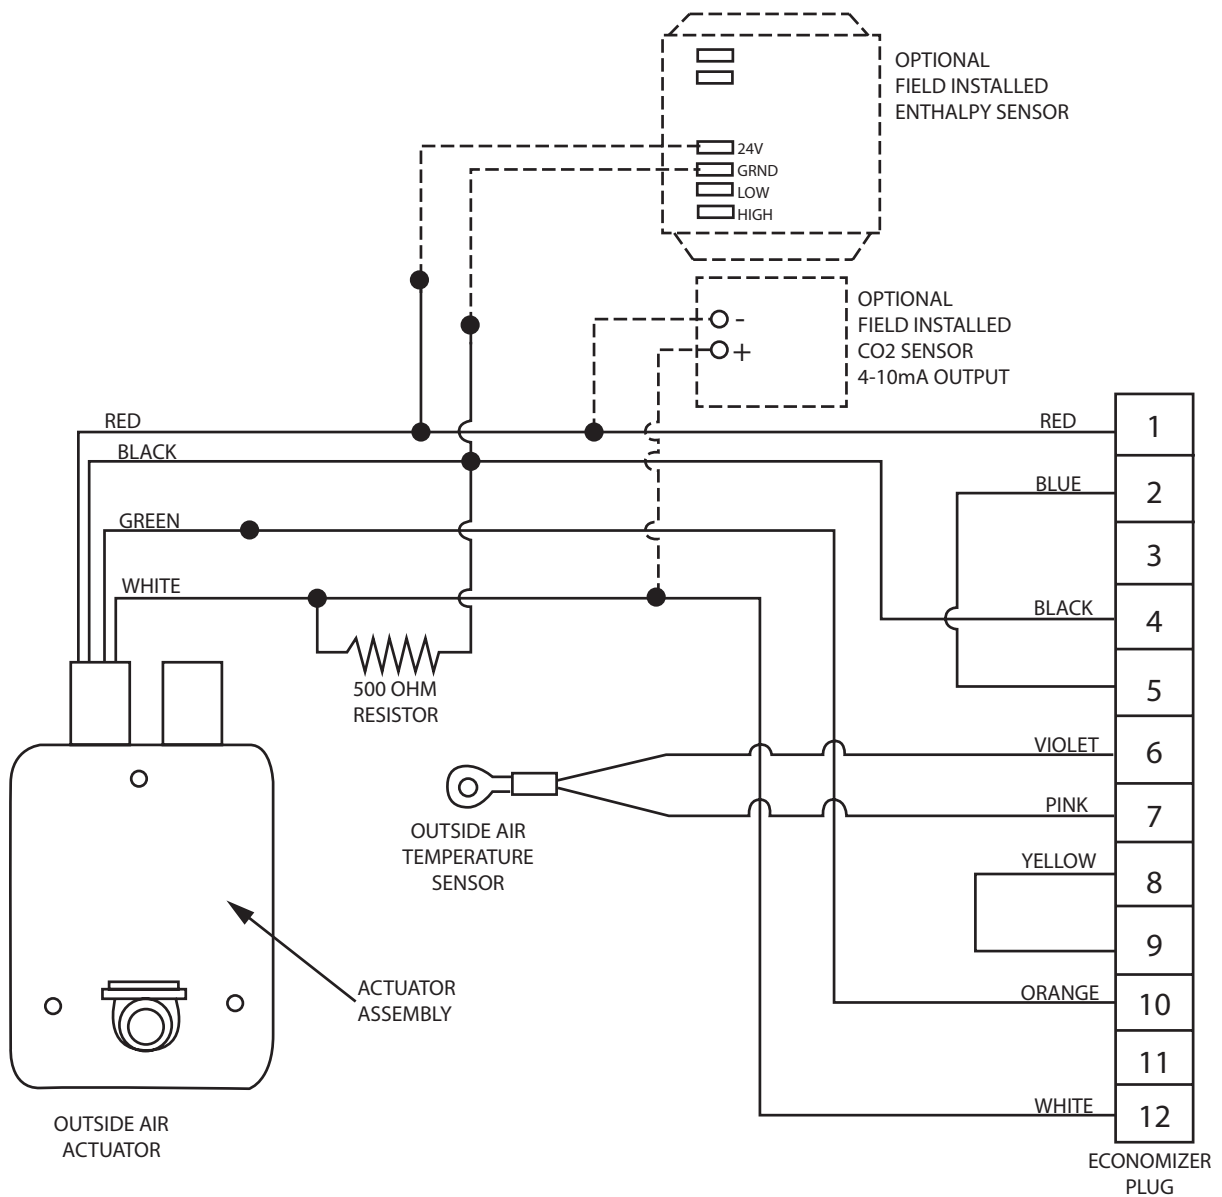 OPTIONAL
FIELD INSTALLED
ENTHALPY SENSOR
24V
GRND
LOW
HIGH
OPTIONAL
FIELD INSTALLED
CO2 SENSOR
4-10mA OUTPUT
-
+
RED
BLACK
GREEN
WHITE
500 OHM
RESISTOR
OUTSIDE AIR
TEMPERATURE
SENSOR
ACTUATOR
ASSEMBLY
OUTSIDE AIR
ACTUATOR
RED
1
BLUE
2
3
BLACK
4
5
VIOLET
6
PINK
7
YELLOW
8
9
ORANGE
10
11
WHITE
12
ECONOMIZER
PLUG